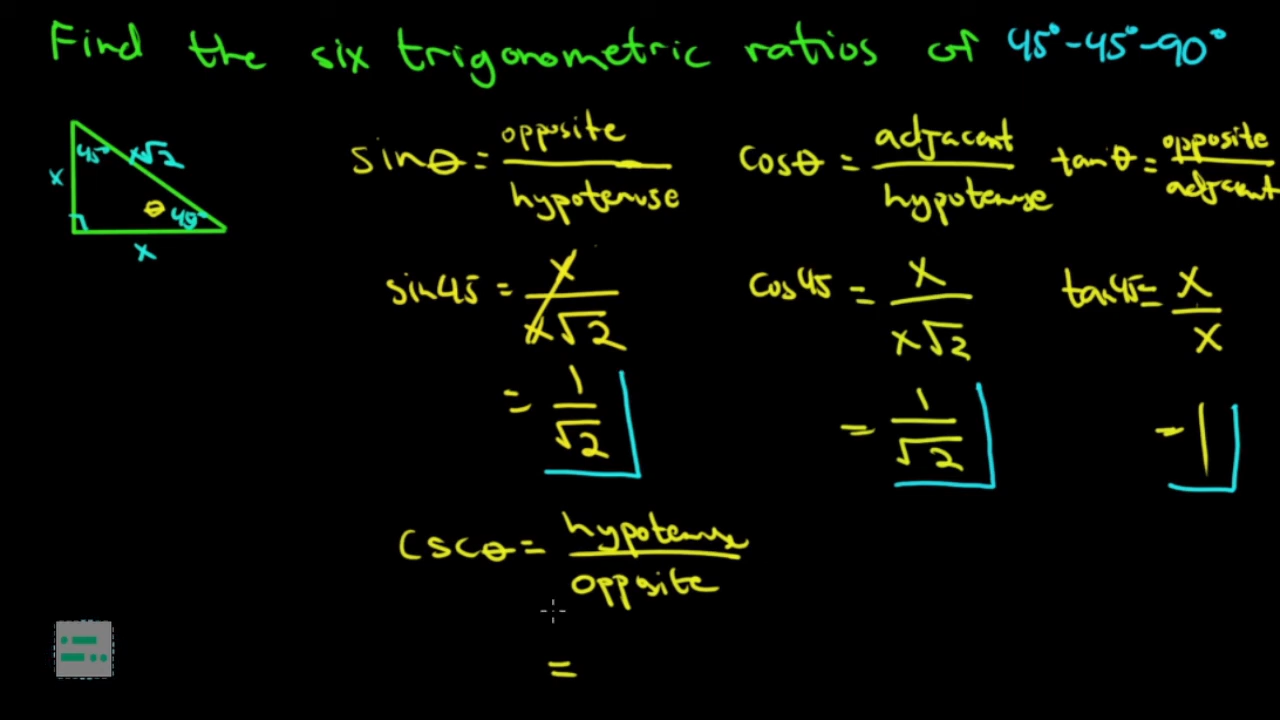 Find the six trigonometric ratios of 45°-45°-90°
45° x√2
x
θ 45°
x
sinθ = opposite / hypotenuse
cosθ = adjacent / hypotenuse
tanθ = opposite / adjacent
sin45 = x / x√2
cos45 = x / x√2
tan45 = x / x
= 1 / √2
= 1 / √2
= 1
cscθ = hypotenuse / opposite
=